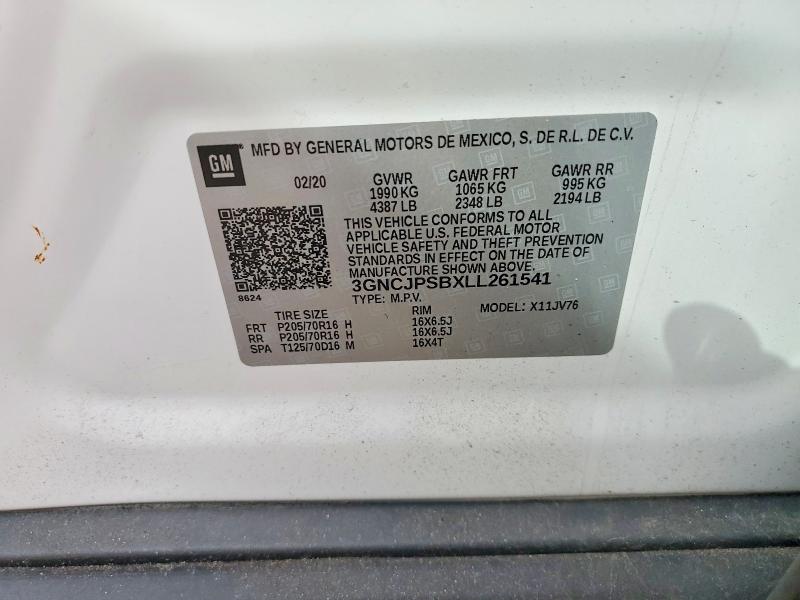 GM
MFD BY GENERAL MOTORS DE MEXICO, S. DE R.L. DE C.V.
02/20 GVWR GAWR FRT GAWR RR
1990 KG 1065 KG 995 KG
4387 LB 2348 LB 2194 LB
THIS VEHICLE CONFORMS TO ALL
APPLICABLE U.S. FEDERAL MOTOR
VEHICLE SAFETY AND THEFT PREVENTION
STANDARDS IN EFFECT ON THE DATE OF
MANUFACTURE SHOWN ABOVE.
8624
3GNCJPSBXLL261541
TYPE: M.P.V. MODEL: X11JV76
TIRE SIZE RIM
FRT P205/70R16 H 16X6.5J
RR P205/70R16 H 16X6.5J
SPA T125/70D16 M 16X4T